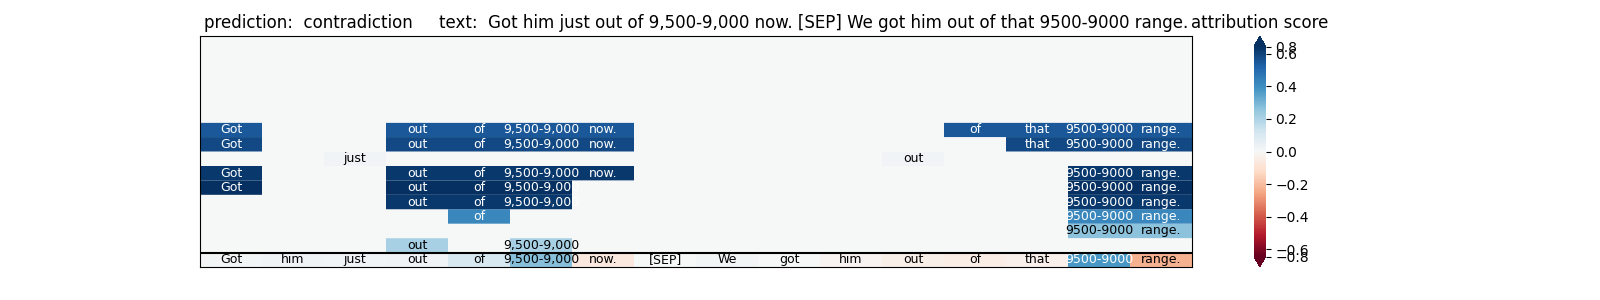 prediction:  contradiction     text:  Got him just out of 9,500-9,000 now. [SEP] We got him out of that 9500-9000 range. attribution score
0.8
0.6
0.4
0.2
0.0
−0.2
−0.4
−0.6
−0.8
Got out of 9,500-9,000 now. of that 9500-9000 range.
Got out of 9,500-9,000 now. that 9500-9000 range.
just out
Got out of 9,500-9,000 now. 9500-9000 range.
Got out of 9,500-9,00 9500-9000 range.
out of 9,500-9,00 9500-9000 range.
of 9500-9000 range.
9500-9000 range.
out 9,500-9,000
Got him just out of 9,500-9,000 now. [SEP] We got him out of that 9500-9000 range.